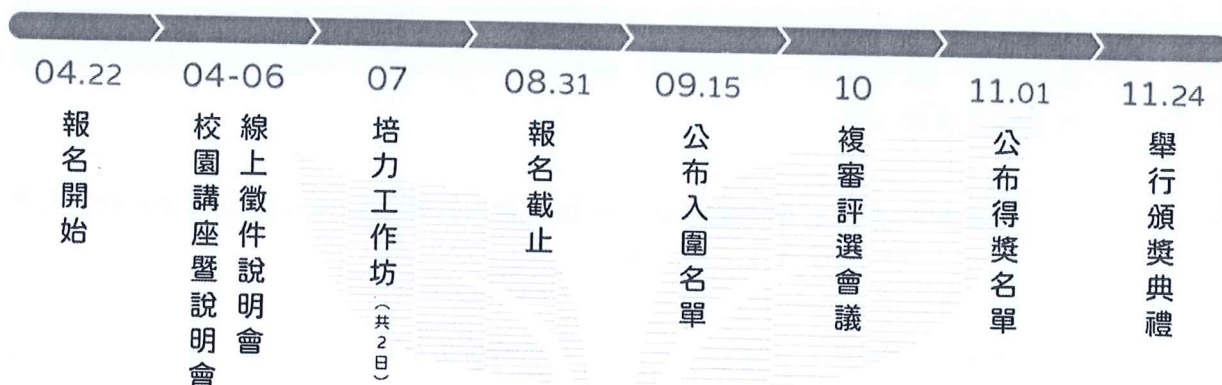 04.22
報名開始
04-06
線上徵件說明會
校園講座暨說明會
07
培力工作坊（共2日）
08.31
報名截止
09.15
公布入圍名單
10
複審評選會議
11.01
公布得獎名單
11.24
舉行頒獎典禮